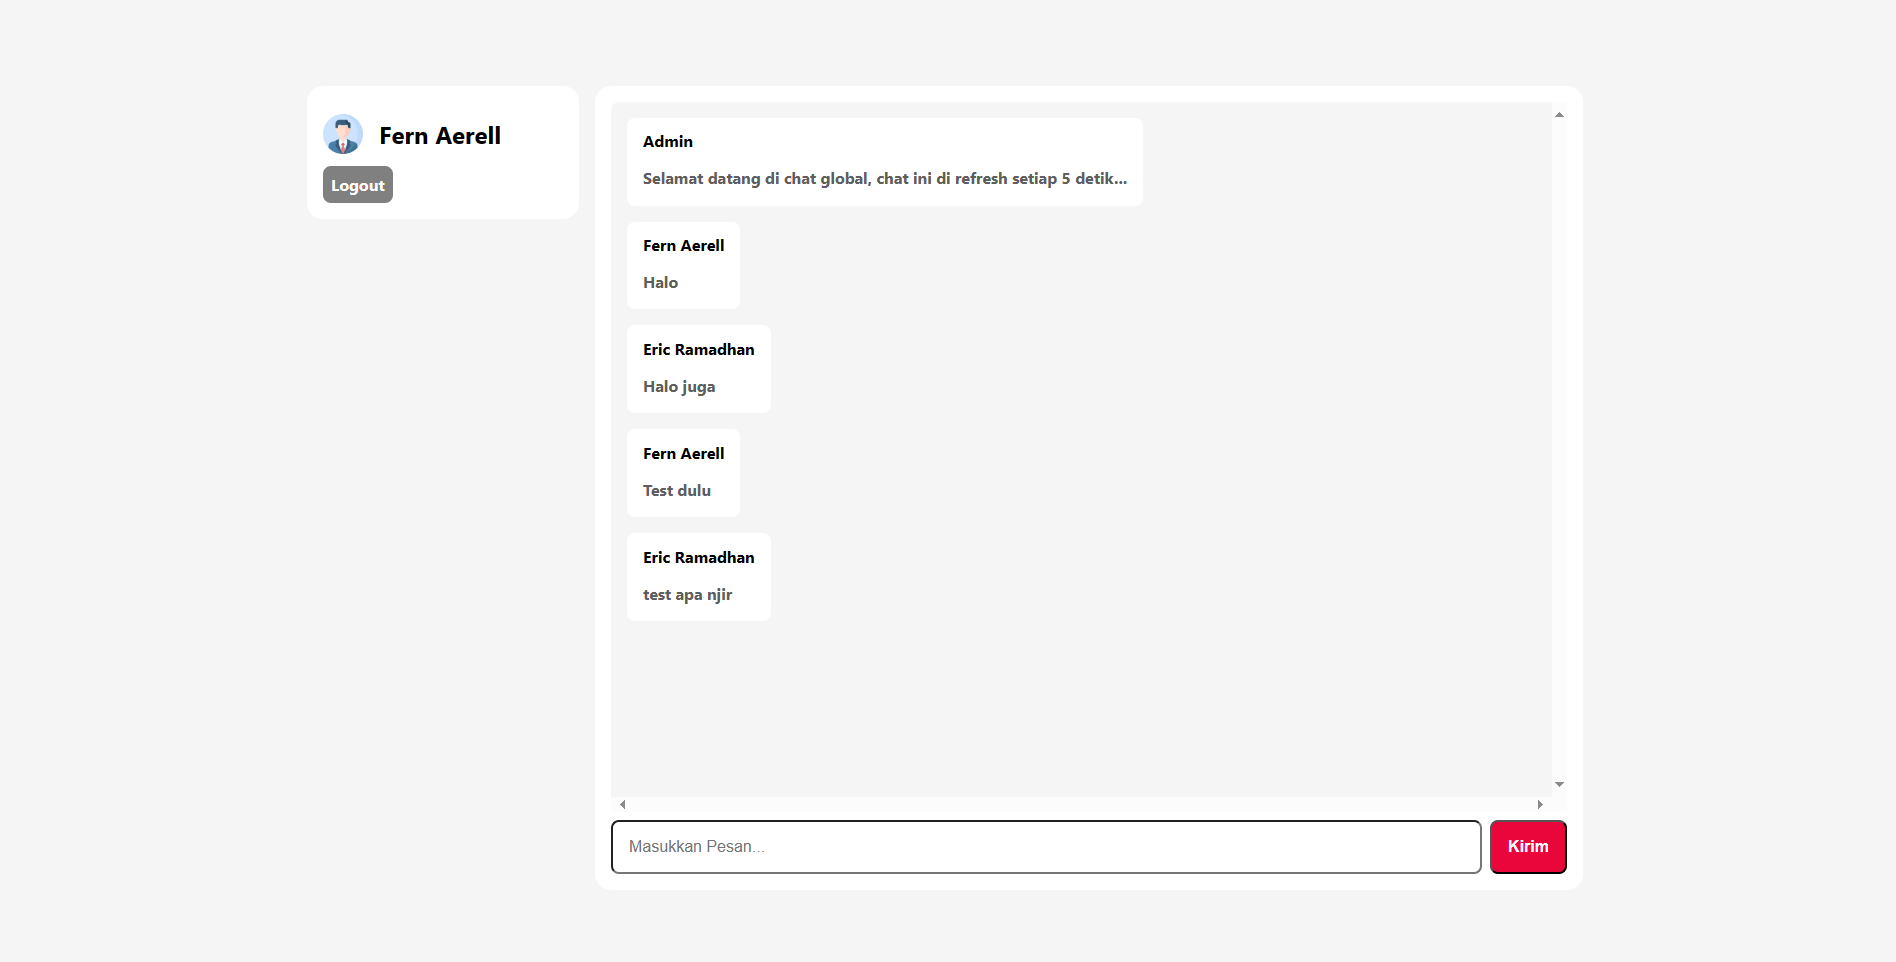 Fern Aerell
Logout
Admin
Selamat datang di chat global, chat ini di refresh setiap 5 detik...
Fern Aerell
Halo
Eric Ramadhan
Halo juga
Fern Aerell
Test dulu
Eric Ramadhan
test apa njir
Masukkan Pesan...
Kirim